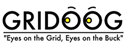 GRIDOOG
"Eyes on the Grid, Eyes on the Buck"